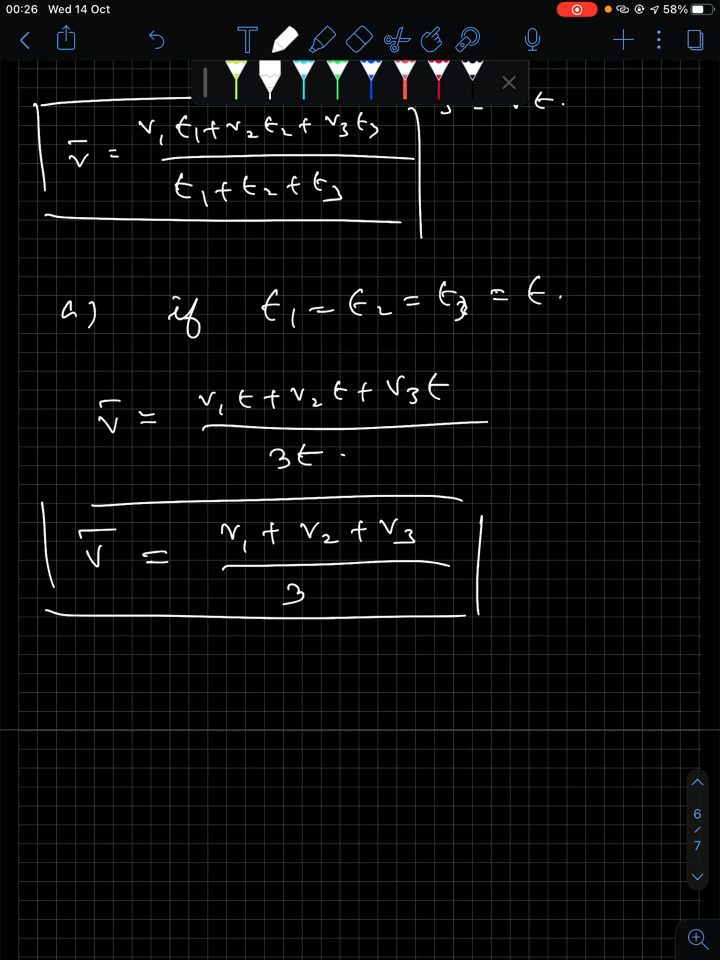 00:26 Wed 14 Oct 58%
T
v̄ = (v₁t₁ + v₂t₂ + v₃t₃) / (t₁ + t₂ + t₃)
a) if t₁ = t₂ = t₃ = t.
v̄ = (v₁t + v₂t + v₃t) / 3t.
v̄ = (v₁ + v₂ + v₃) / 3
6
/
7